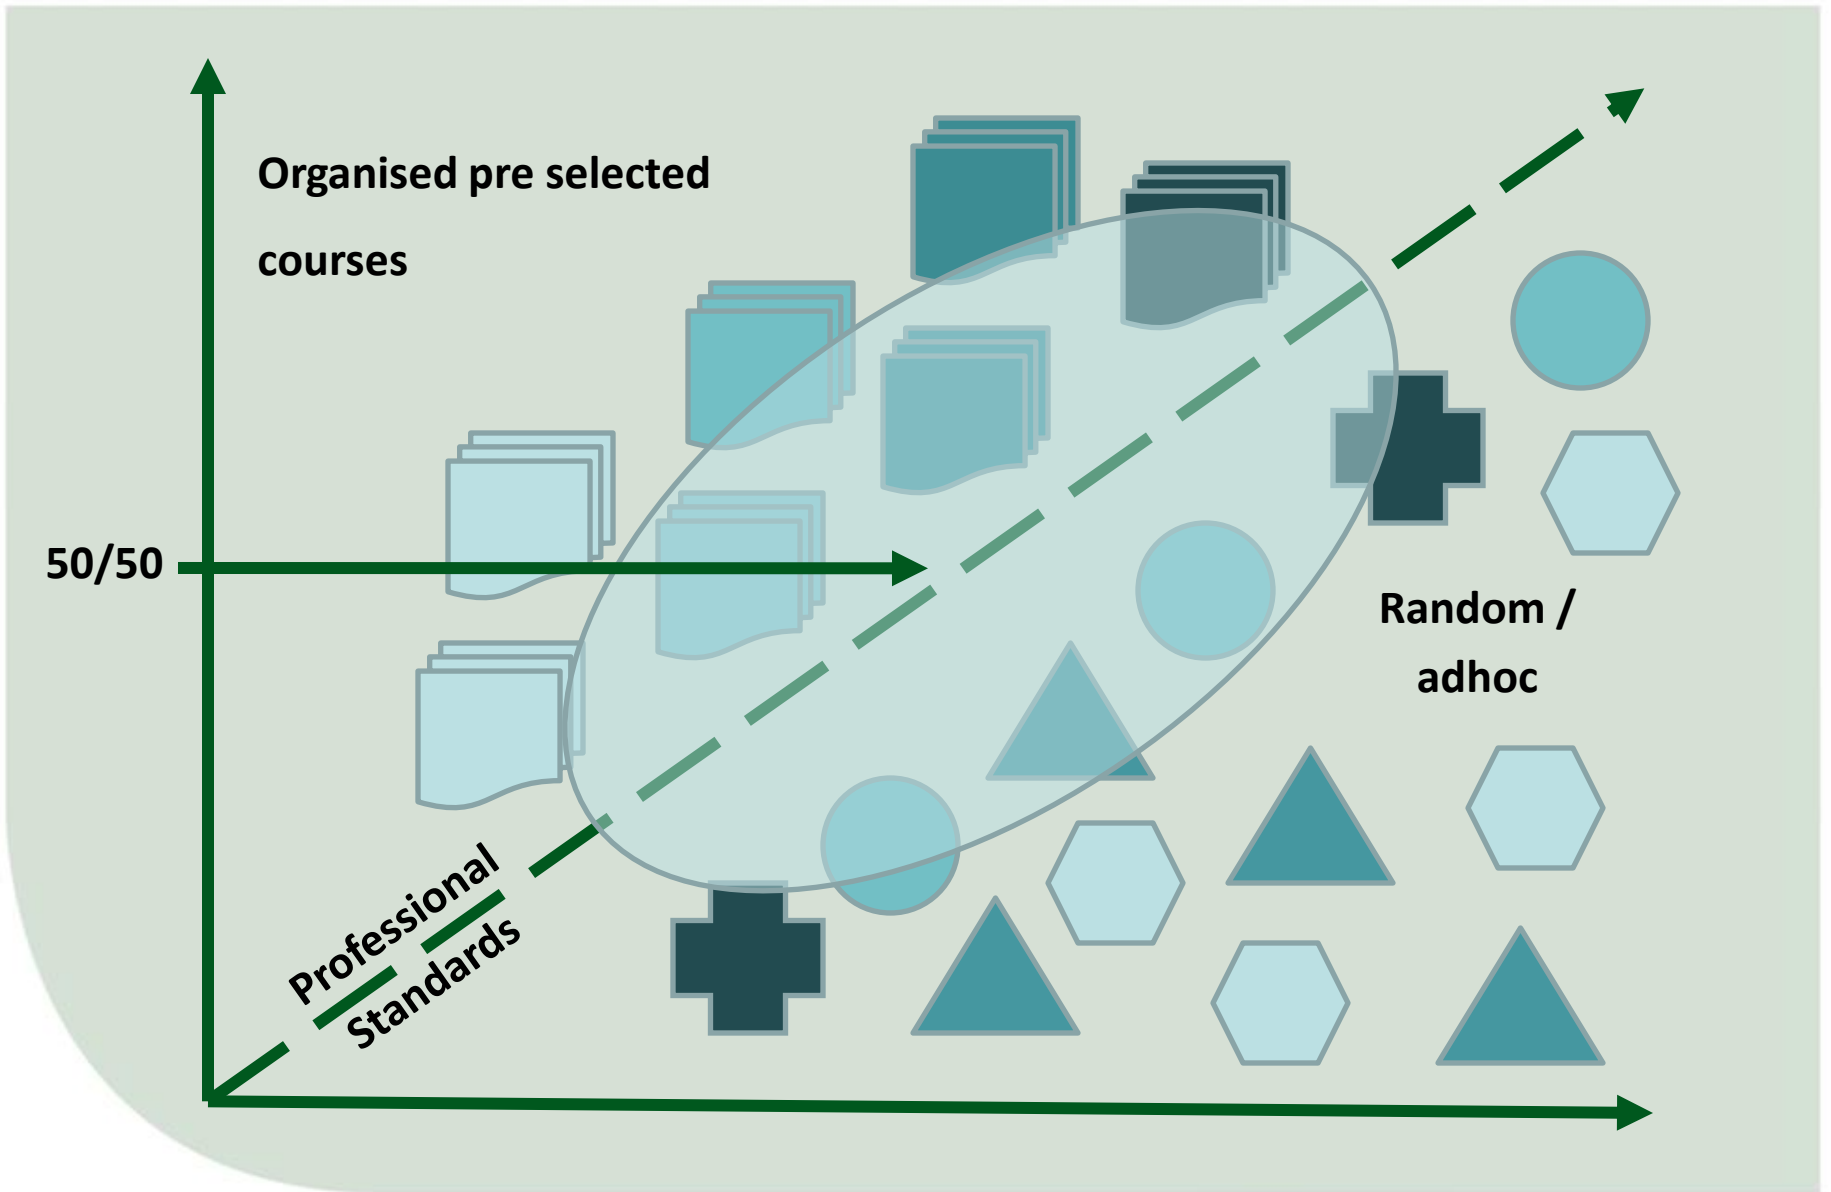 Organised pre selected
courses
50/50
Random /
adhoc
Professional
Standards